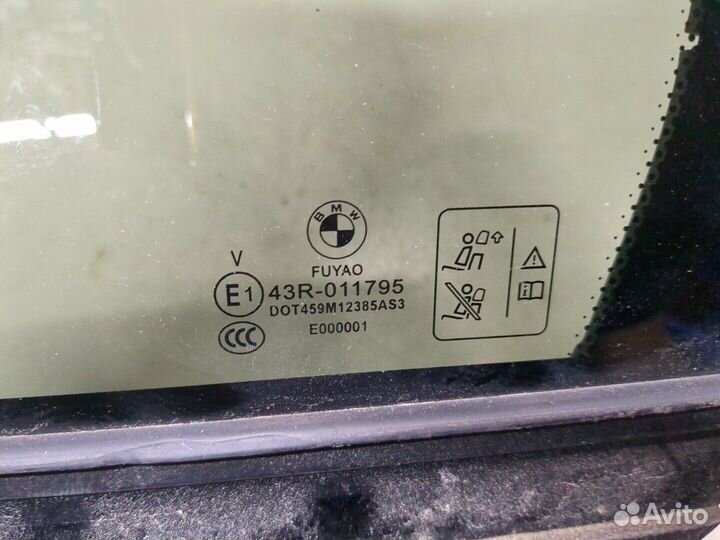 BMW
FUYAO
V
E1 43R-011795
DOT459M12385AS3
CCC
E000001
Avito